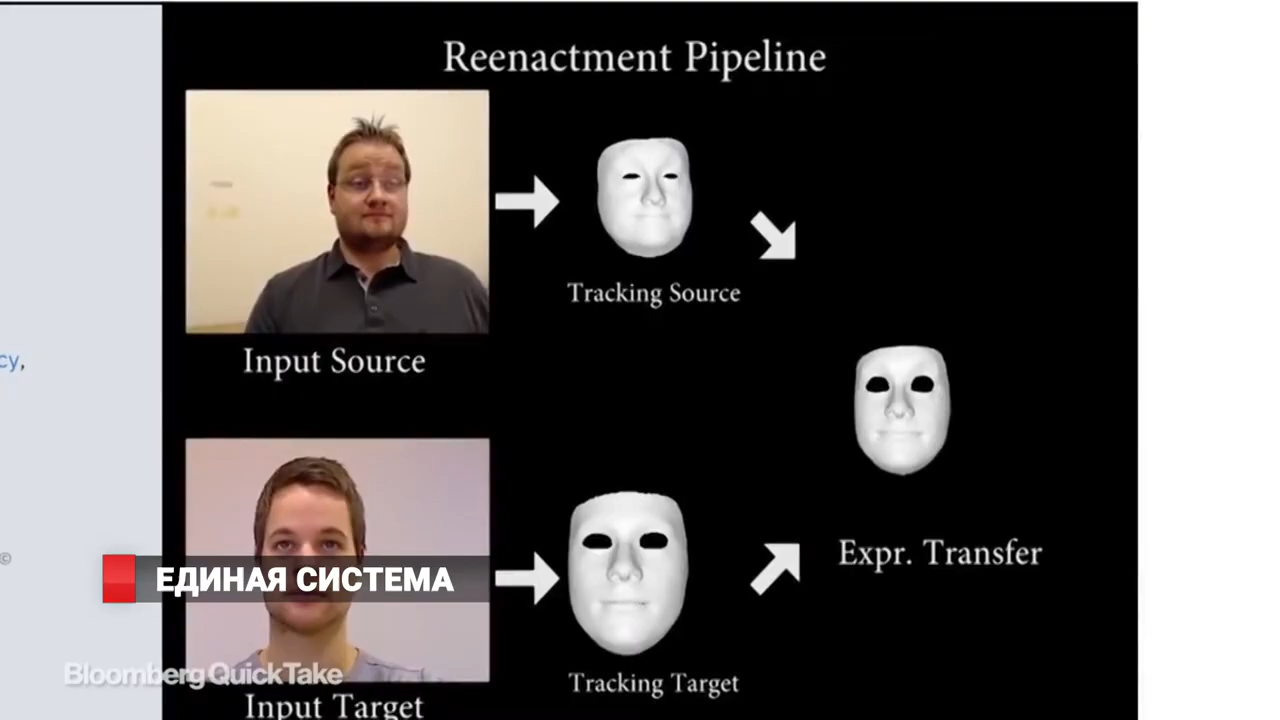 Reenactment Pipeline
Tracking Source
Input Source
cy,
Expr. Transfer
©
ЕДИНАЯ СИСТЕМА
Bloomberg QuickTake
Tracking Target
Input Target